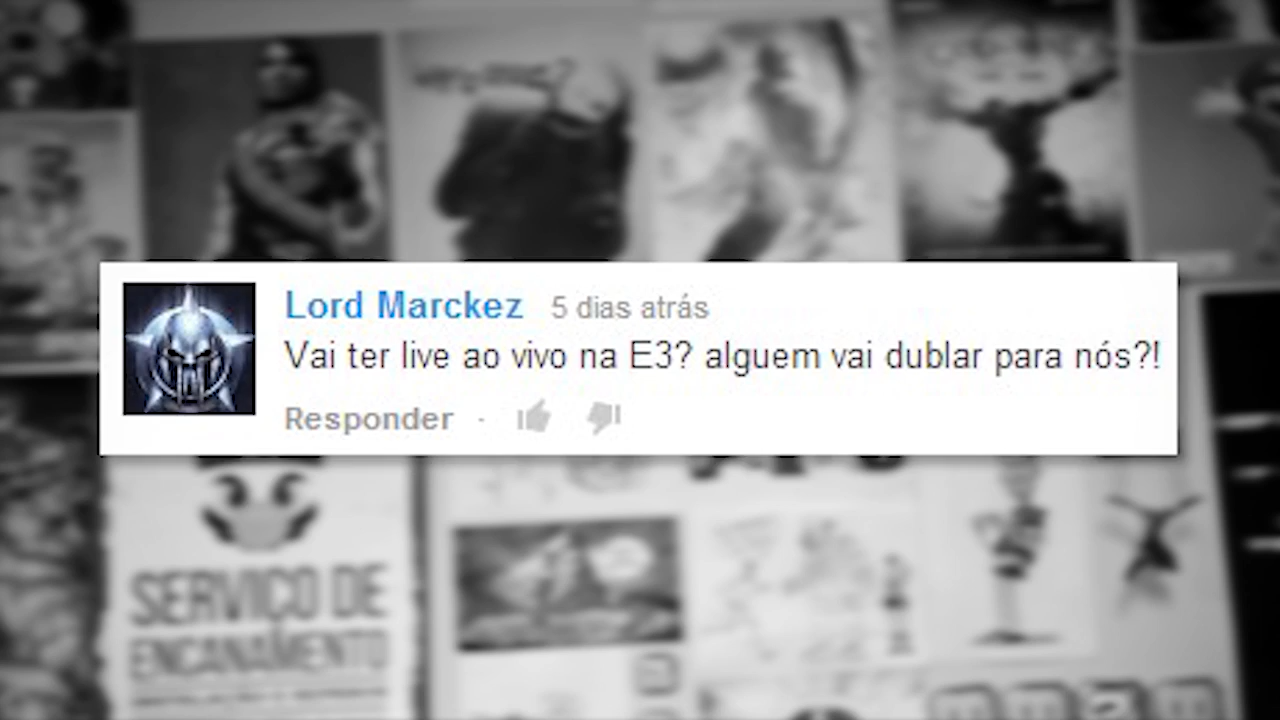 Lord Marckez 5 dias atrás
Vai ter live ao vivo na E3? alguem vai dublar para nós?!
Responder ·
SERVIÇO DE
ENCANAMENTO